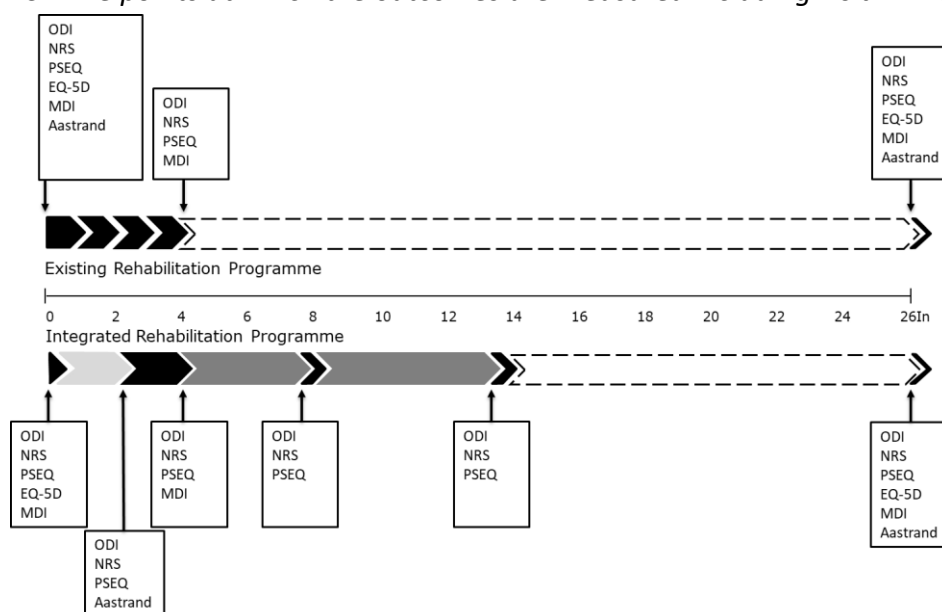 ODI
NRS
PSEQ
EQ-5D
MDI
Aastrand
ODI
NRS
PSEQ
MDI
ODI
NRS
PSEQ
EQ-5D
MDI
Aastrand
Existing Rehabilitation Programme
0 2 4 6 8 10 12 14 16 18 20 22 24 26In
Integrated Rehabilitation Programme
ODI
NRS
PSEQ
EQ-5D
MDI
ODI
NRS
PSEQ
Aastrand
ODI
NRS
PSEQ
MDI
ODI
NRS
PSEQ
ODI
NRS
PSEQ
ODI
NRS
PSEQ
EQ-5D
MDI
Aastrand